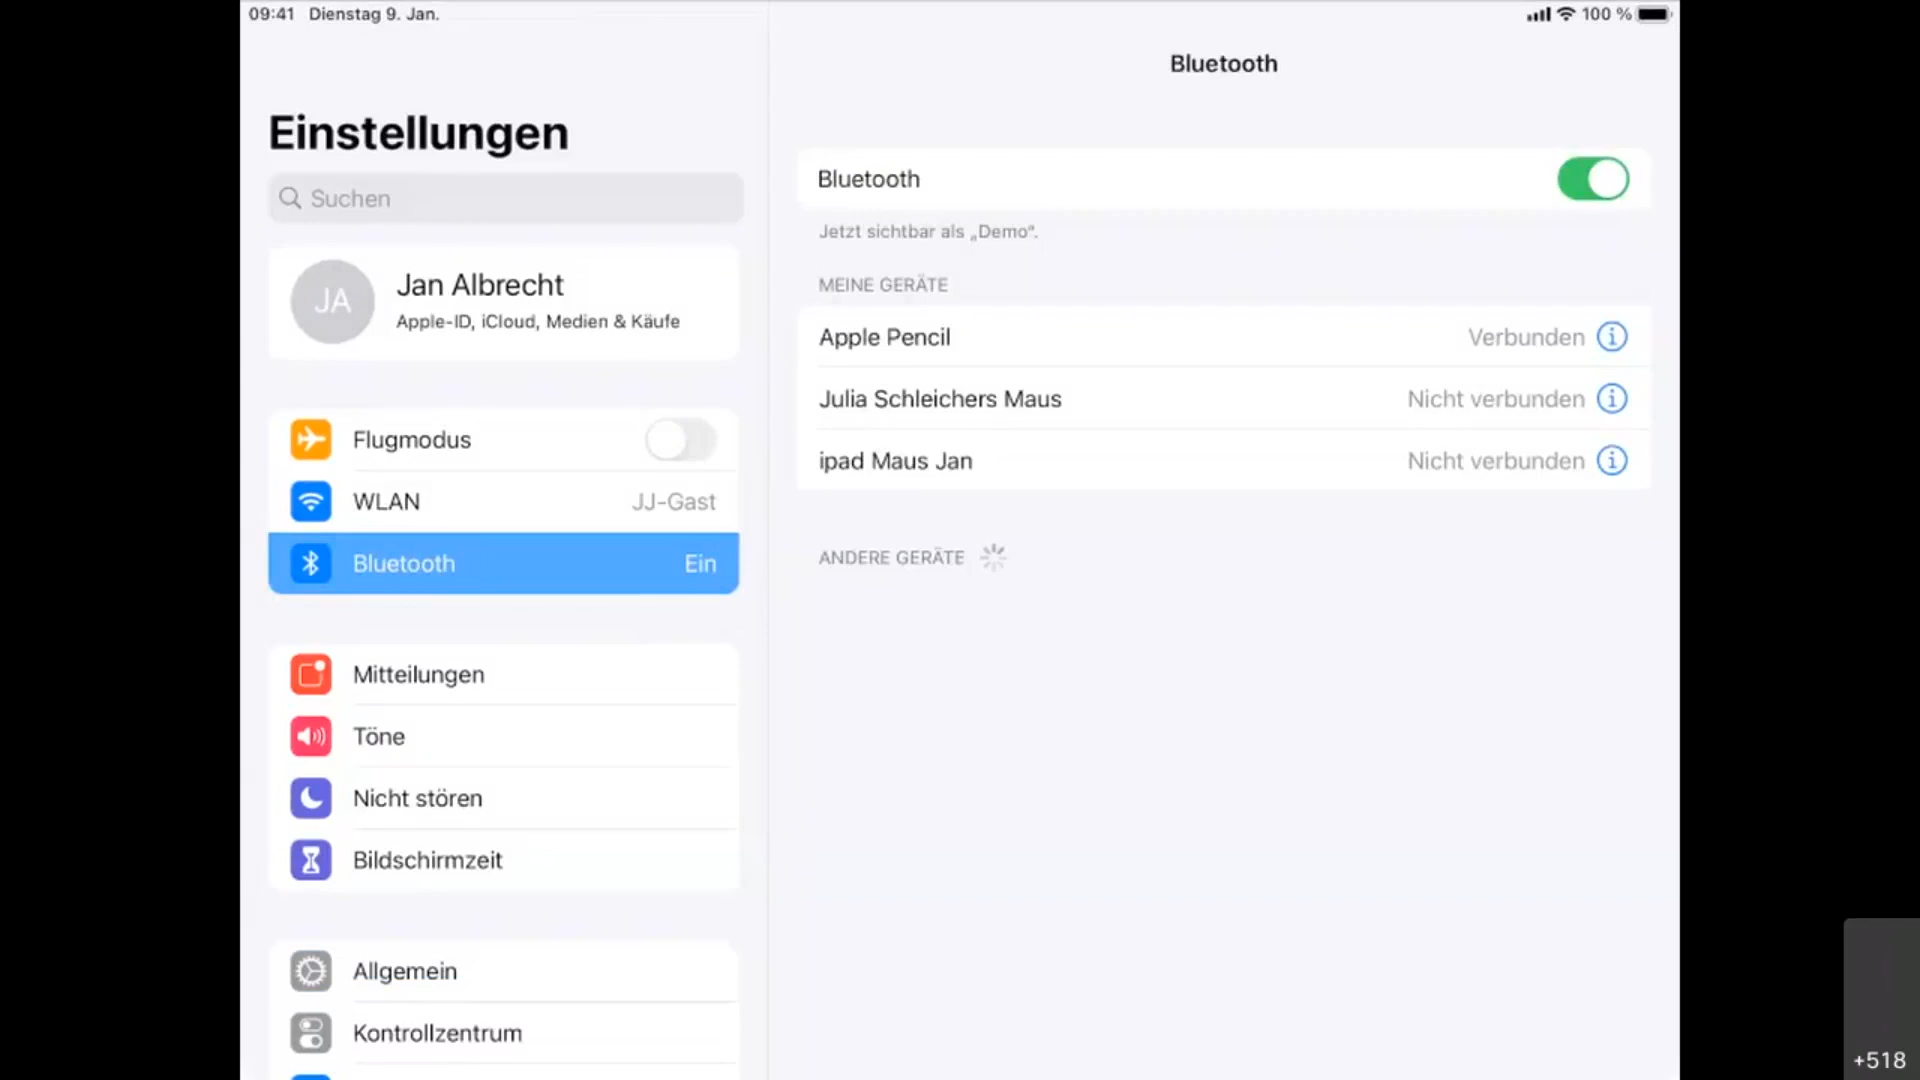 09:41 Dienstag 9. Jan.
100 %
Bluetooth
Einstellungen
Suchen
JA
Jan Albrecht
Apple-ID, iCloud, Medien & Käufe
Flugmodus
WLAN JJ-Gast
Bluetooth Ein
Mitteilungen
Töne
Nicht stören
Bildschirmzeit
Allgemein
Kontrollzentrum
Bluetooth
Jetzt sichtbar als „Demo“.
MEINE GERÄTE
Apple Pencil Verbunden
Julia Schleichers Maus Nicht verbunden
ipad Maus Jan Nicht verbunden
ANDERE GERÄTE
+518